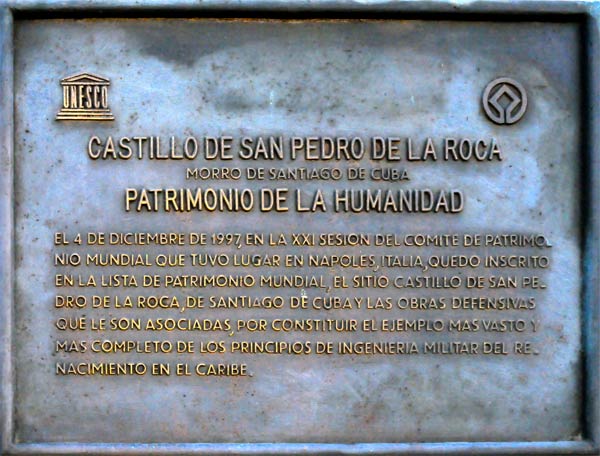 UNESCO
CASTILLO DE SAN PEDRO DE LA ROCA
MORRO DE SANTIAGO DE CUBA
PATRIMONIO DE LA HUMANIDAD
EL 4 DE DICIEMBRE DE 1997, EN LA XXI SESION DEL COMITE DE PATRIMO-
NIO MUNDIAL QUE TUVO LUGAR EN NAPOLES, ITALIA, QUEDO INSCRITO
EN LA LISTA DE PATRIMONIO MUNDIAL, EL SITIO CASTILLO DE SAN PE-
DRO DE LA ROCA, DE SANTIAGO DE CUBA Y LAS OBRAS DEFENSIVAS
QUE LE SON ASOCIADAS, POR CONSTITUIR EL EJEMPLO MAS VASTO Y
MAS COMPLETO DE LOS PRINCIPIOS DE INGENIERIA MILITAR DEL RE-
NACIMIENTO EN EL CARIBE.